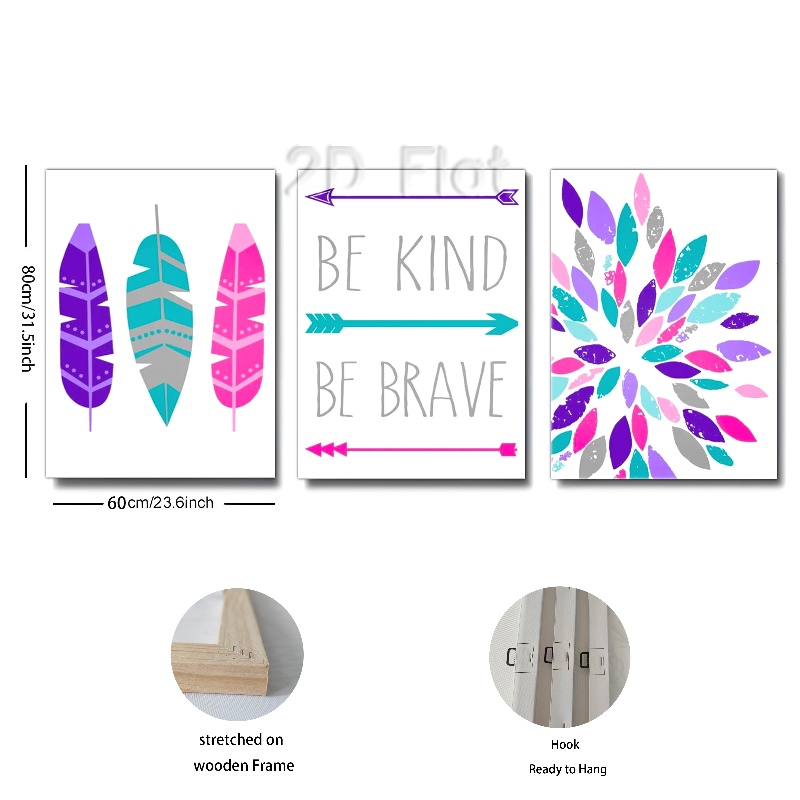 2D Flat
80cm/31.5inch
BE KIND
BE BRAVE
60cm/23.6inch
stretched on
wooden Frame
Hook
Ready to Hang